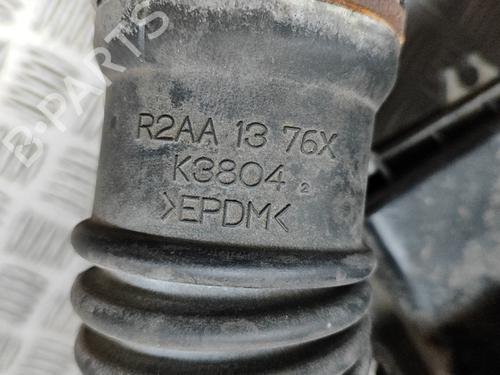 B-PARTS
R2AA 13 76X
K3804 2
>EPDM<